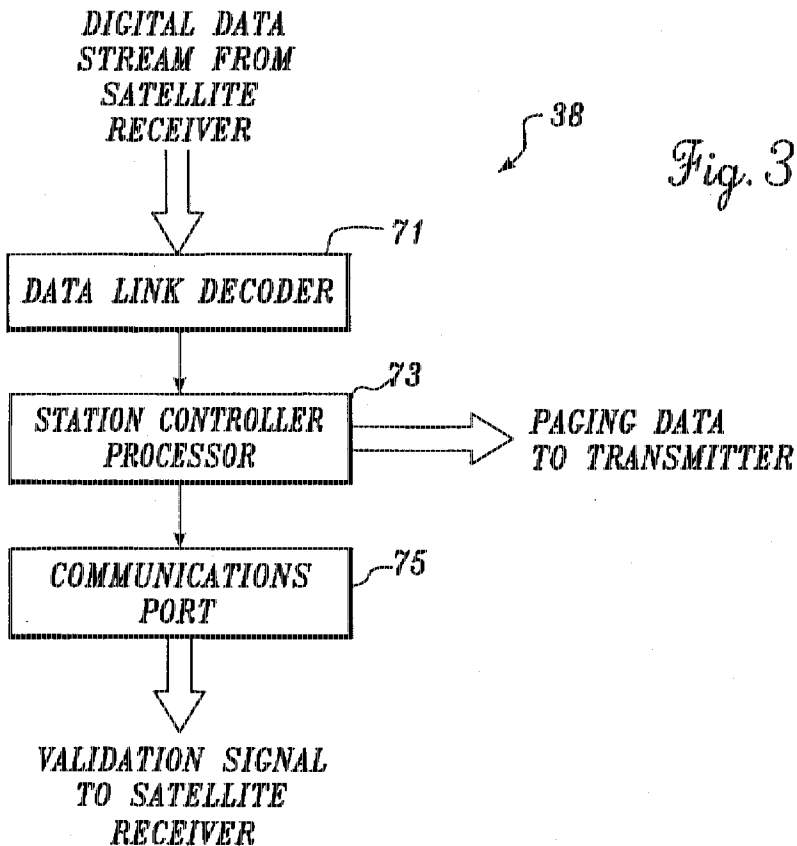 DIGITAL DATA
STREAM FROM
SATELLITE
RECEIVER
38
Fig. 3
71
DATA LINK DECODER
73
STATION CONTROLLER
PROCESSOR
PAGING DATA
TO TRANSMITTER
75
COMMUNICATIONS
PORT
VALIDATION SIGNAL
TO SATELLITE
RECEIVER